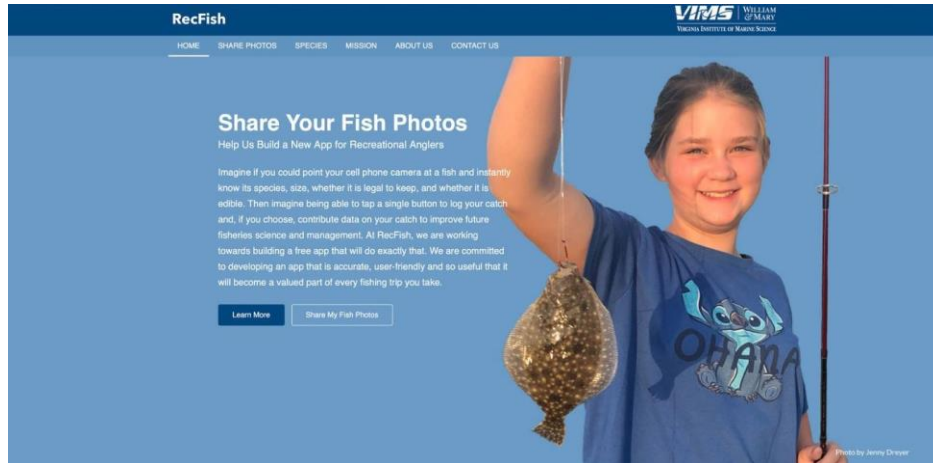 RecFish
VIMS | WILLIAM & MARY
VIRGINIA INSTITUTE OF MARINE SCIENCE
HOME SHARE PHOTOS SPECIES MISSION ABOUT US CONTACT US
Share Your Fish Photos
Help Us Build a New App for Recreational Anglers
Imagine if you could point your cell phone camera at a fish and instantly
know its species, size, whether it is legal to keep, and whether it is
edible. Then imagine being able to tap a single button to log your catch
and, if you choose, contribute data on your catch to improve future
fisheries science and management. At RecFish, we are working
towards building a free app that will do exactly that. We are committed
to developing an app that is accurate, user-friendly and so useful that it
will become a valued part of every fishing trip you take.
Learn More Share My Fish Photos
OHANA
Photo by Jenny Dreyer